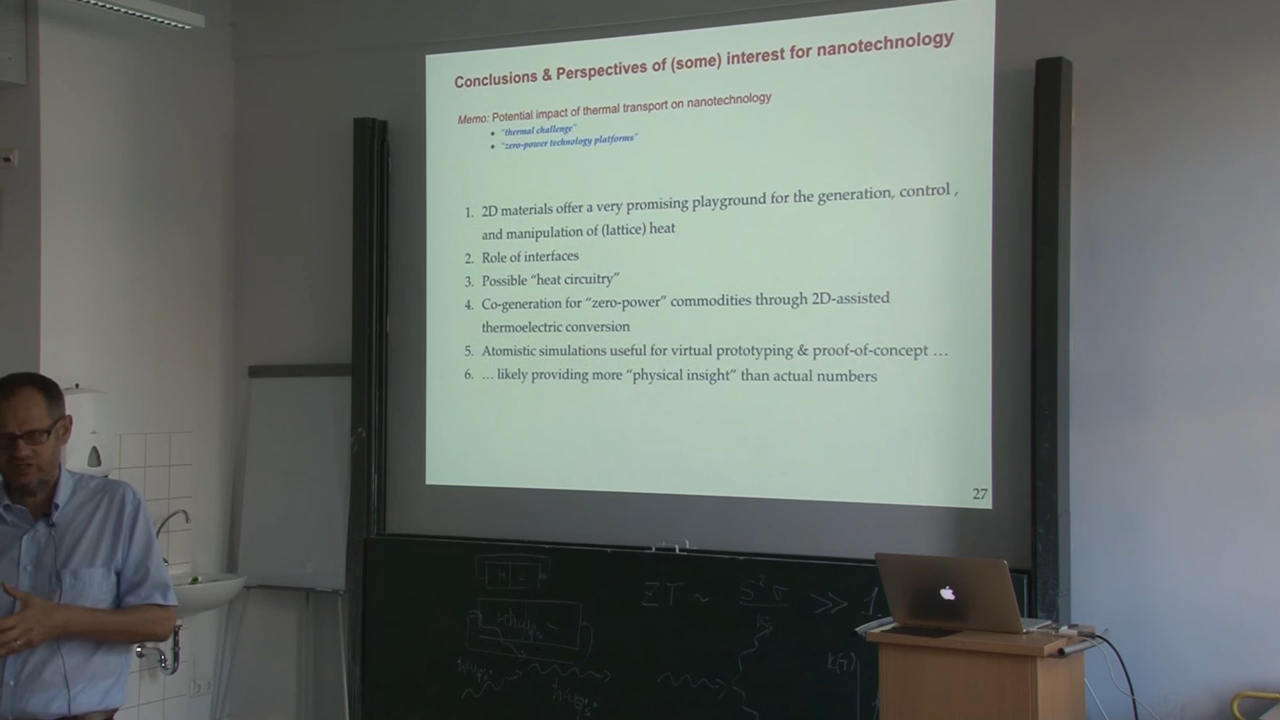 Conclusions & Perspectives of (some) interest for nanotechnology
Memo: Potential impact of thermal transport on nanotechnology
• "thermal challenge"
• "zero-power technology platforms"
1. 2D materials offer a very promising playground for the generation, control ,
and manipulation of (lattice) heat
2. Role of interfaces
3. Possible "heat circuitry"
4. Co-generation for "zero-power" commodities through 2D-assisted
thermoelectric conversion
5. Atomistic simulations useful for virtual prototyping & proof-of-concept …
6. … likely providing more "physical insight" than actual numbers
27
ZT ~ S²σ >> 1
K(T)